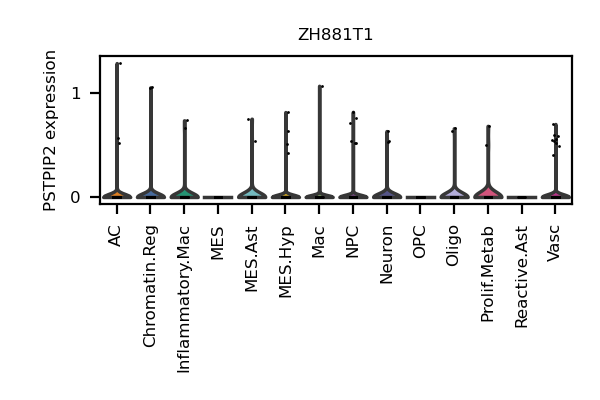 ZH881T1
PSTPIP2 expression
1
0
AC
Chromatin.Reg
Inflammatory.Mac
MES
MES.Ast
MES.Hyp
Mac
NPC
Neuron
OPC
Oligo
Prolif.Metab
Reactive.Ast
Vasc